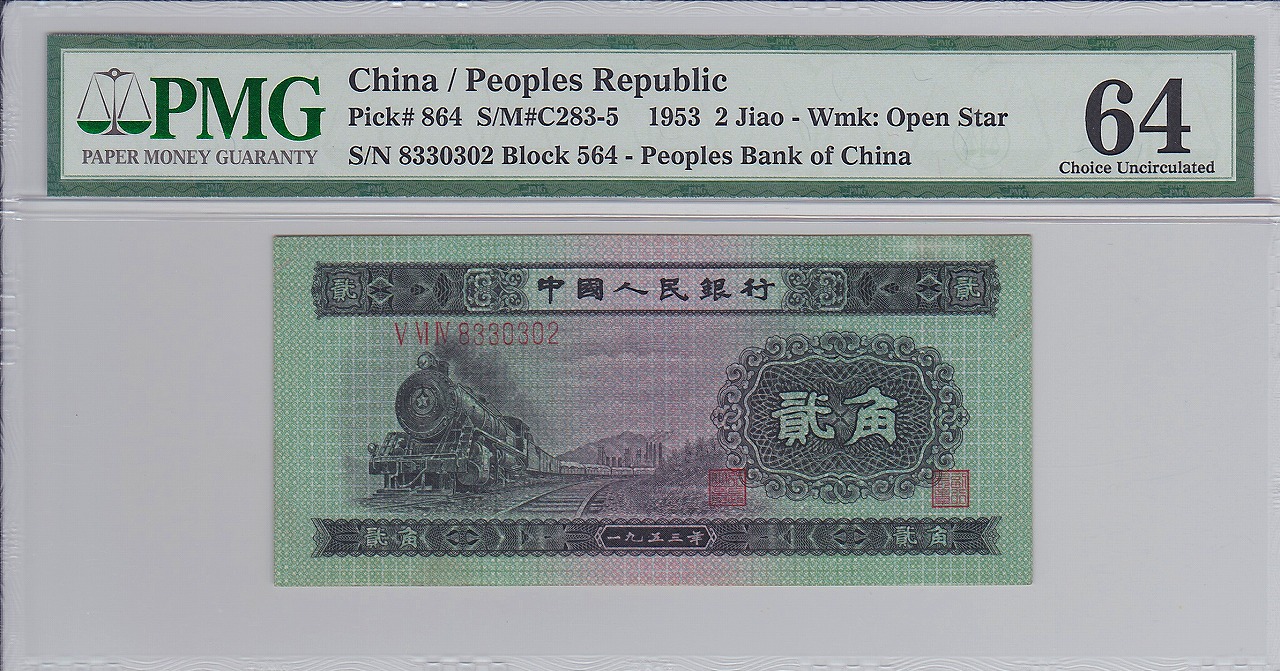 PMG
PAPER MONEY GUARANTY
China / Peoples Republic
Pick# 864 S/M#C283-5 1953 2 Jiao - Wmk: Open Star
S/N 8330302 Block 564 - Peoples Bank of China
64
Choice Uncirculated
貳 中國人民銀行 貳
V VI IV 8330302
貳角
貳角 一九五三年 貳角